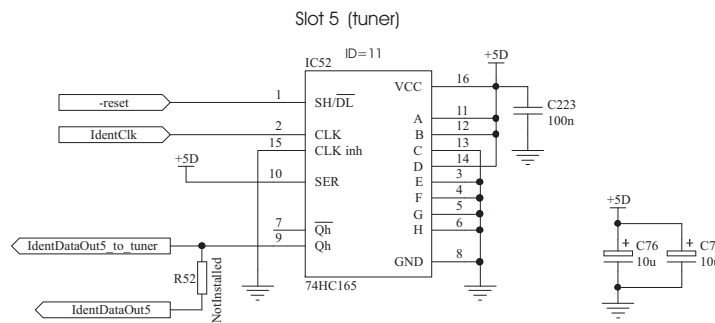 Slot 5 (tuner)
ID=11
IC52
+5D
-reset
1
SH/DL
VCC
16
C223
100n
IdentClk
2
CLK
A
11
15
CLK inh
B
12
C
13
+5D
D
14
10
SER
E
3
F
4
G
5
7
Qh
H
6
+5D
IdentDataOut5_to_tuner
9
Qh
C76
10u
R52
NotInstalled
GND
8
IdentDataOut5
74HC165